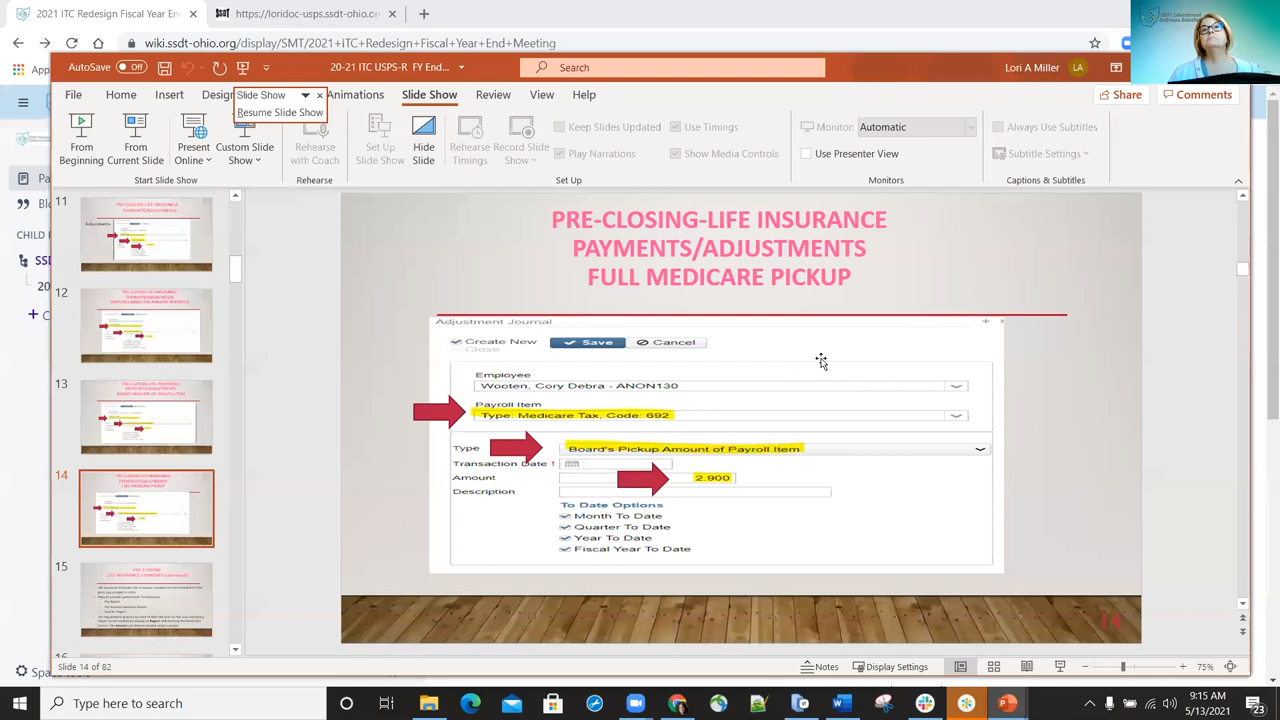 2021 ITC Redesign Fiscal Year En
https://loridoc-usps.ssdt-ohio.or
wiki.ssdt-ohio.org/display/SMT/2021+ITC+Redesign+Fiscal+Year+End+Meeting
AutoSave Off
20-21 ITC USPS-R FY End...
Search
Lori A Miller LA
File Home Insert Design Animations Slide Show Review View Help
Share Comments
Slide Show
Resume Slide Show
From Beginning
From Current Slide
Present Online
Custom Slide Show
Rehearse with Coach
Set Up Slide Show
Hide Slide
Rehearse Timings
Record Slide Show
Keep Slides Updated
Use Timings
Play Narrations
Show Media Controls
Monitor: Automatic
Use Presenter View
Always Use Subtitles
Subtitle Settings
Start Slide Show
Rehearse
Set Up
Monitors
Captions & Subtitles
11
12
13
14
15
CHILD
SSD
20
PRE-CLOSING-LIFE INSURANCE
PAYMENTS/ADJUSTMENTS
FULL MEDICARE PICKUP
Adjustment Journal
Create New
Save
Cancel
Close
Employee
Wooten, Cory Debra - ANON130
Payroll Item
Type: Medicare Tax, Code: 692
Type Board's Pickup Amount of Payroll Item
Transaction Date !
Amount 2.900
Description
To Date Options
Month To Date
Quarter To Date
Year To Date
Fiscal Year To Date
14
Slide 14 of 82
Notes
Display Settings
75%
Type here to search
9:15 AM
5/13/2021
23